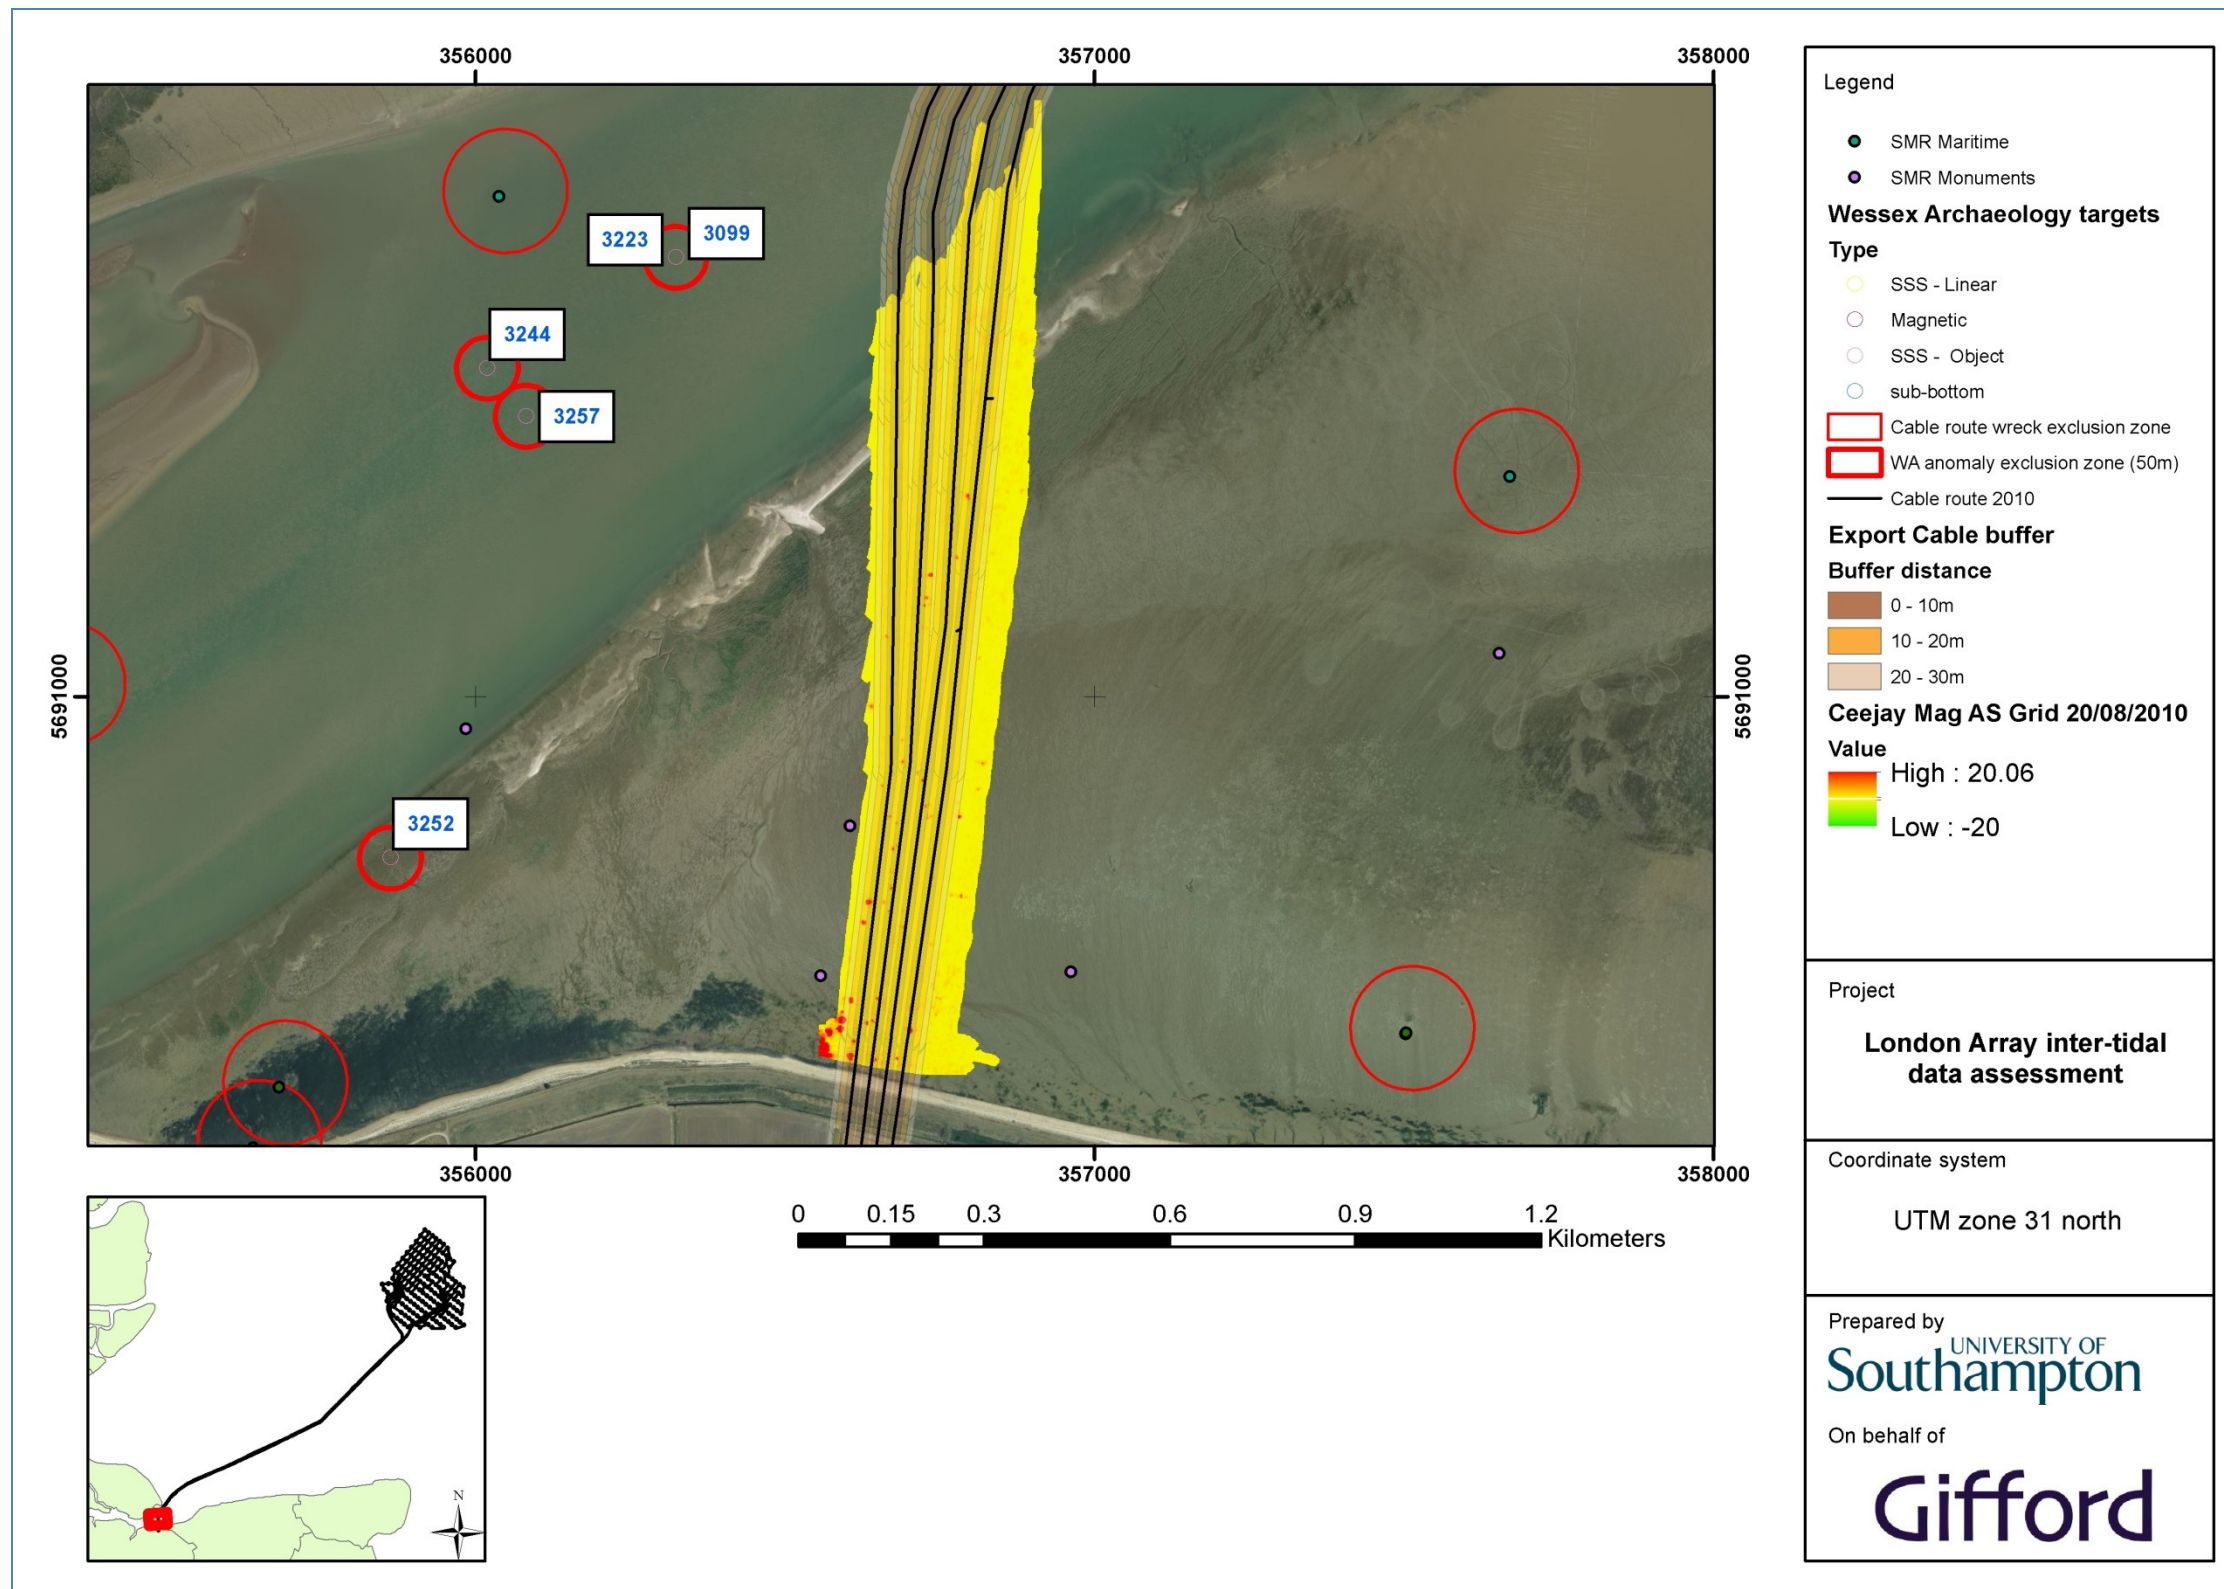 356000
357000
358000
3223
3099
3244
3257
3252
5691000
5691000
356000
357000
358000
0
0.15
0.3
0.6
0.9
1.2
Kilometers
N
Legend
SMR Maritime
SMR Monuments
Wessex Archaeology targets
Type
SSS - Linear
Magnetic
SSS - Object
sub-bottom
Cable route wreck exclusion zone
WA anomaly exclusion zone (50m)
Cable route 2010
Export Cable buffer
Buffer distance
0 - 10m
10 - 20m
20 - 30m
Ceejay Mag AS Grid 20/08/2010
Value
High : 20.06
Low : -20
Project
London Array inter-tidal
data assessment
Coordinate system
UTM zone 31 north
Prepared by
UNIVERSITY OF
Southampton
On behalf of
Gifford